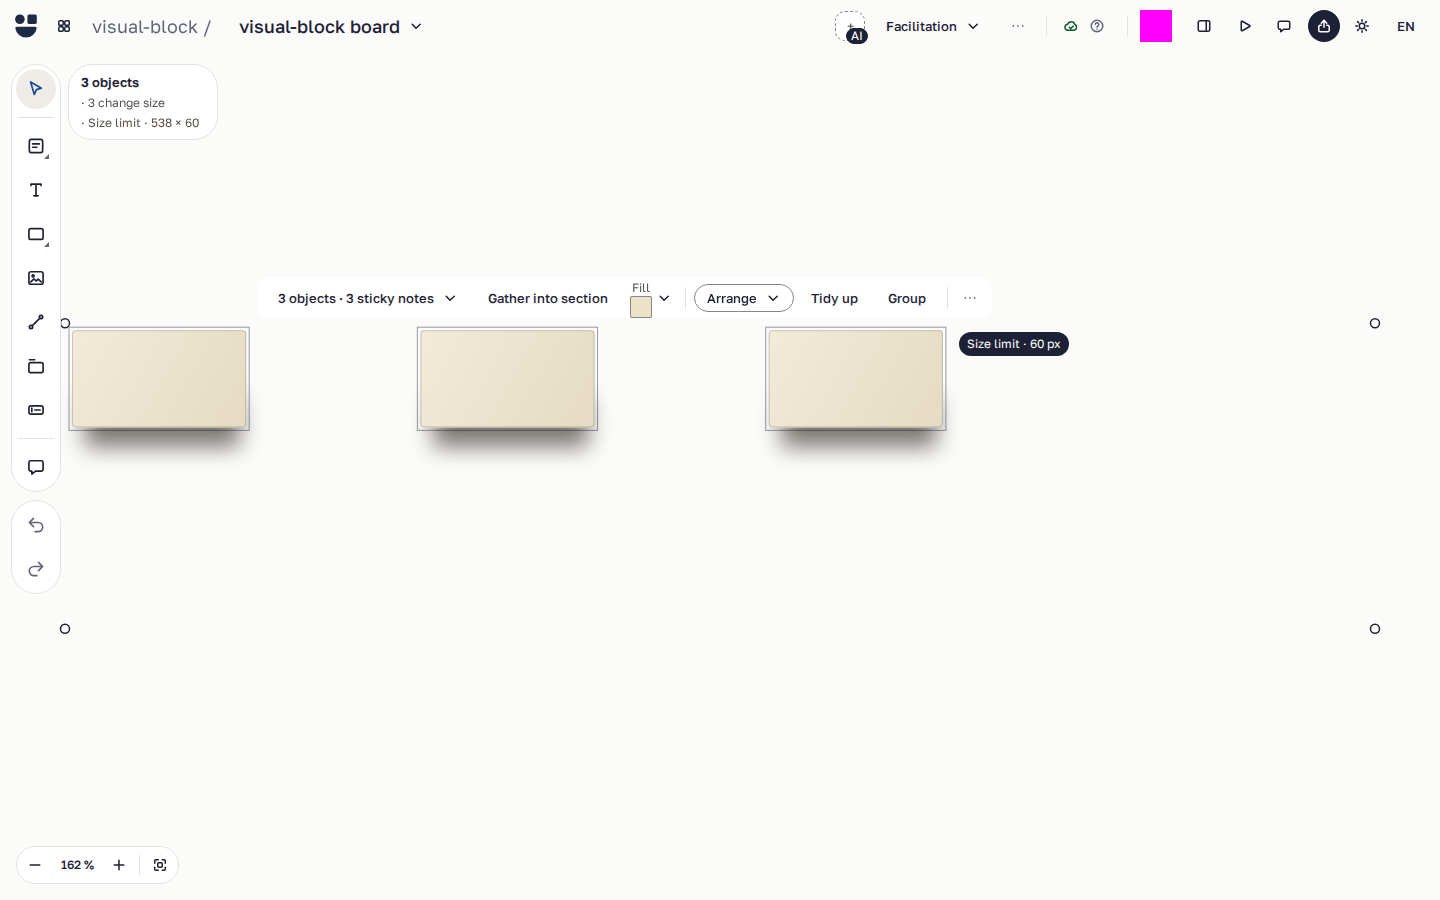 visual-block /
visual-block board
AI
Facilitation
EN
3 objects
· 3 change size
· Size limit · 538 × 60
3 objects · 3 sticky notes
Gather into section
Fill
Arrange
Tidy up
Group
Size limit · 60 px
162 %